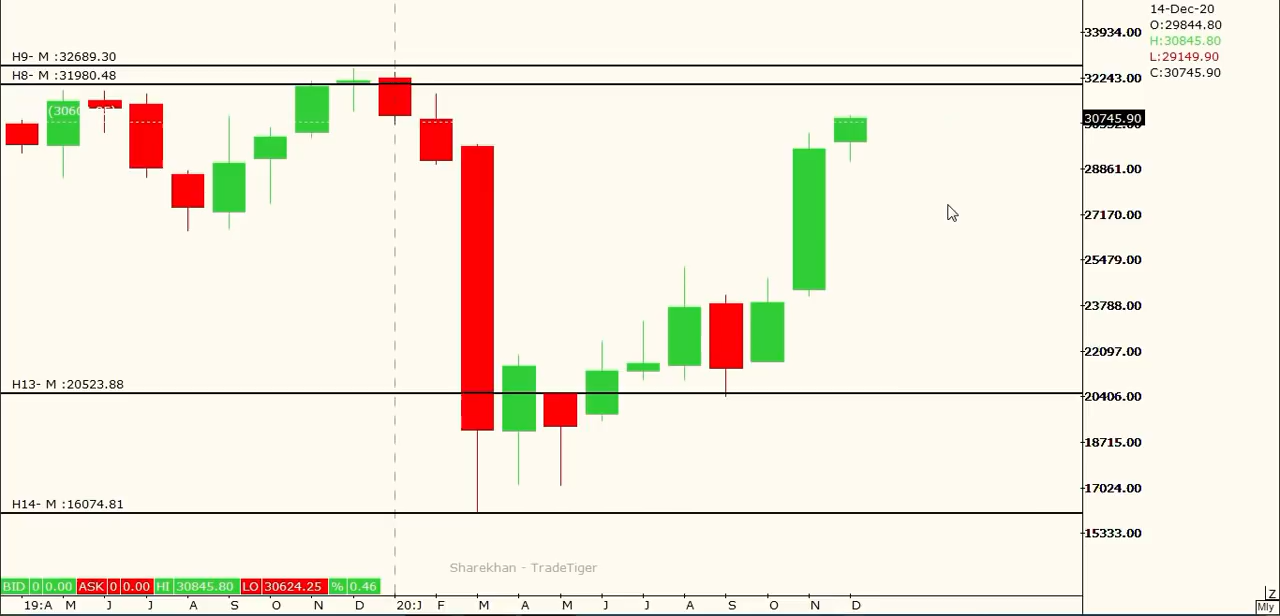 14-Dec-20
O:29844.80
H:30845.80
L:29149.90
C:30745.90
33934.00
H9- M :32689.30
H8- M :31980.48
32243.00
30745.90
28861.00
27170.00
25479.00
23788.00
22097.00
H13- M :20523.88
20406.00
18715.00
17024.00
H14- M :16074.81
15333.00
Sharekhan - TradeTiger
BID 0 0.00 ASK 0 0.00 HI 30845.80 LO 30624.25 % 0.46
19:A M J J A S O N D 20:J F M A M J J A S O N D
Z
Mly